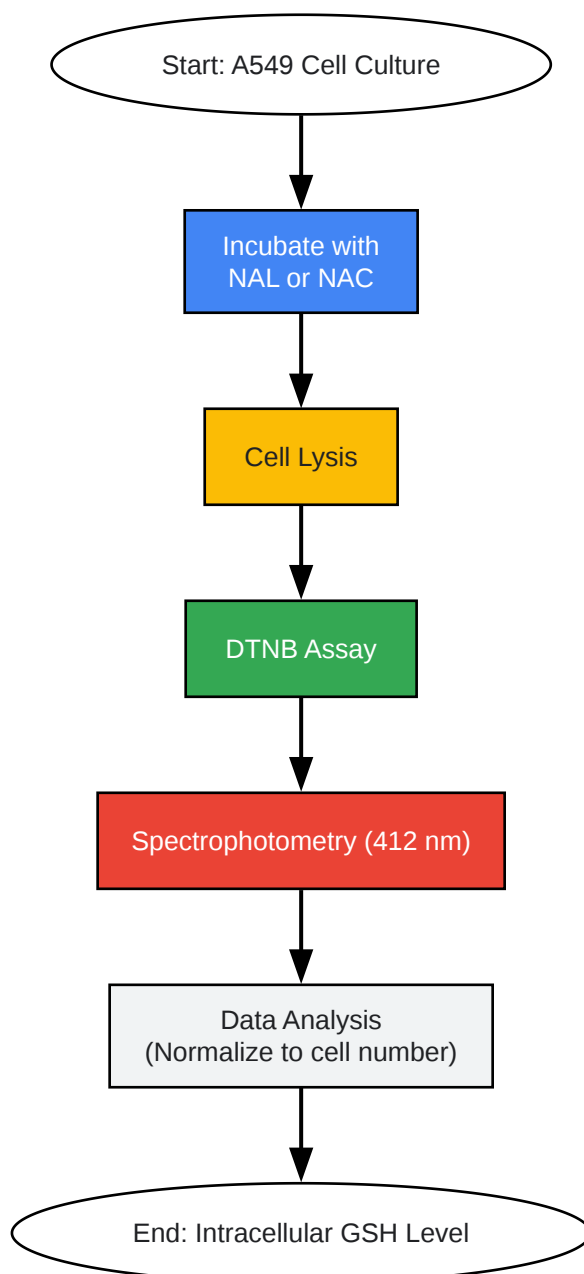 Start: A549 Cell Culture
Incubate with
NAL or NAC
Cell Lysis
DTNB Assay
Spectrophotometry (412 nm)
Data Analysis
(Normalize to cell number)
End: Intracellular GSH Level